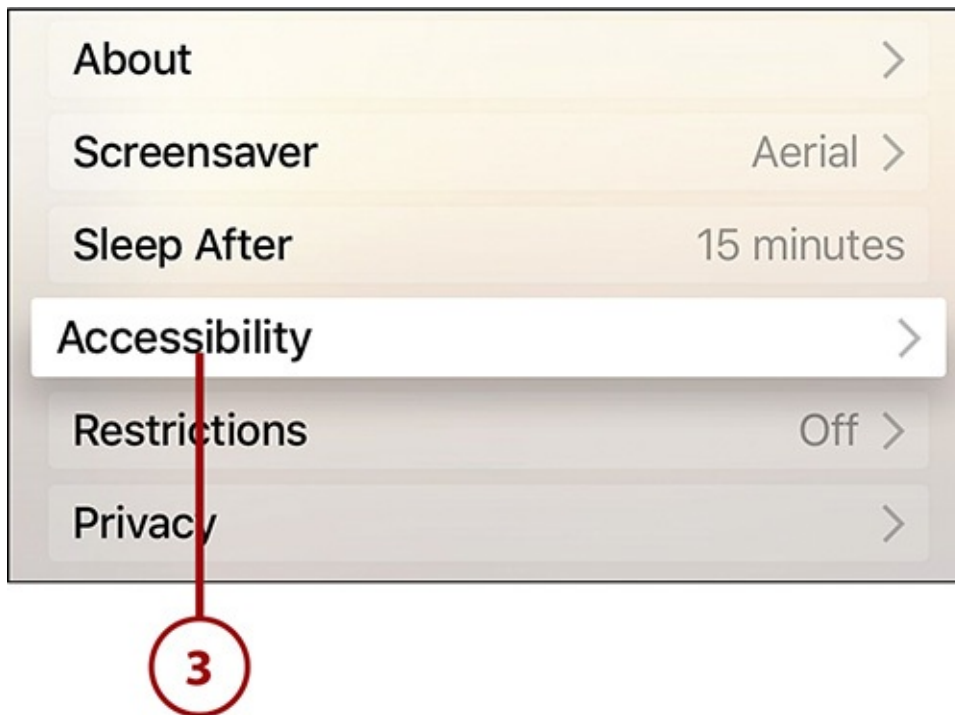 About
Screensaver Aerial
Sleep After 15 minutes
Accessibility
Restrictions Off
Privacy
3